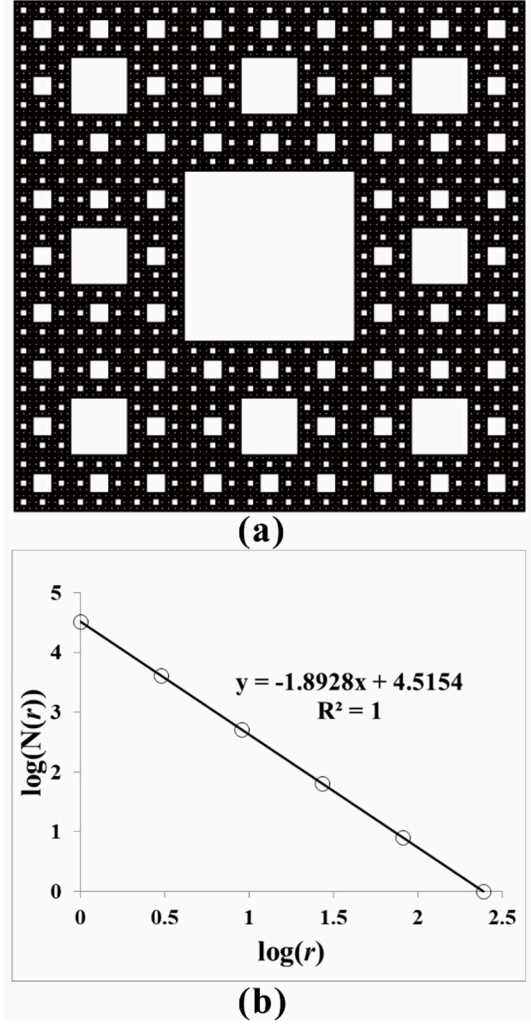 (a)
5
4
3
2
1
0
log(N(r))
y = -1.8928x + 4.5154
R² = 1
0 0.5 1 1.5 2 2.5
log(r)
(b)